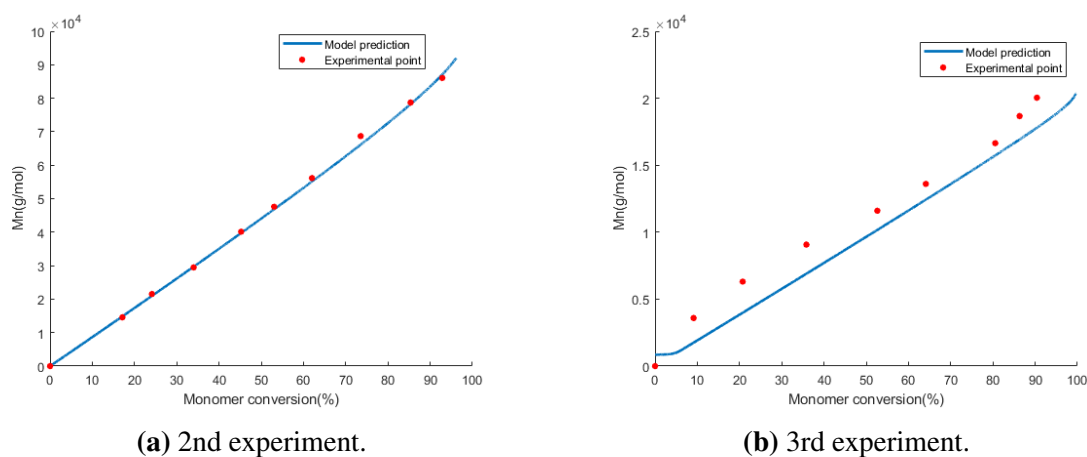 ×10⁴
10
9
8
7
6
5
4
3
2
1
0
Mn(g/mol)
Model prediction
Experimental point
0 10 20 30 40 50 60 70 80 90 100
Monomer conversion(%)
(a) 2nd experiment.
×10⁴
2.5
2
1.5
1
0.5
0
Mn(g/mol)
Model prediction
Experimental point
0 10 20 30 40 50 60 70 80 90 100
Monomer conversion(%)
(b) 3rd experiment.